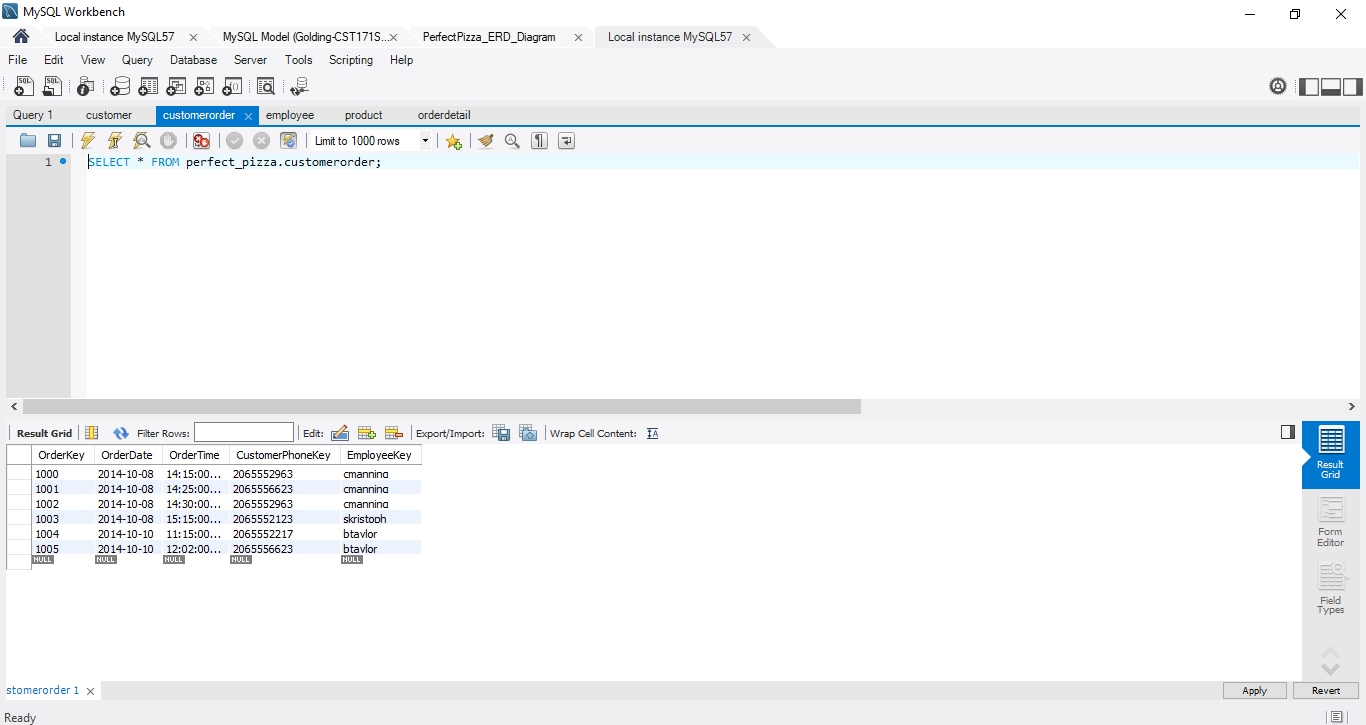 MySQL Workbench
Local instance MySQL57 MySQL Model (Golding-CST171S... PerfectPizza_ERD_Diagram Local instance MySQL57
File Edit View Query Database Server Tools Scripting Help
Query 1 customer customerorder employee product orderdetail
Limit to 1000 rows
1 SELECT * FROM perfect_pizza.customerorder;
Result Grid Filter Rows: Edit: Export/Import: Wrap Cell Content:
OrderKey OrderDate OrderTime CustomerPhoneKey EmployeeKey
1000 2014-10-08 14:15:00... 2065552963 cmanning
1001 2014-10-08 14:25:00... 2065556623 cmanning
1002 2014-10-08 14:30:00... 2065552963 cmanning
1003 2014-10-08 15:15:00... 2065552123 skristoph
1004 2014-10-10 11:15:00... 2065552217 btaylor
1005 2014-10-10 12:02:00... 2065556623 btaylor
NULL NULL NULL NULL NULL
Result
Grid
Form
Editor
Field
Types
stomerorder 1 Apply Revert
Ready